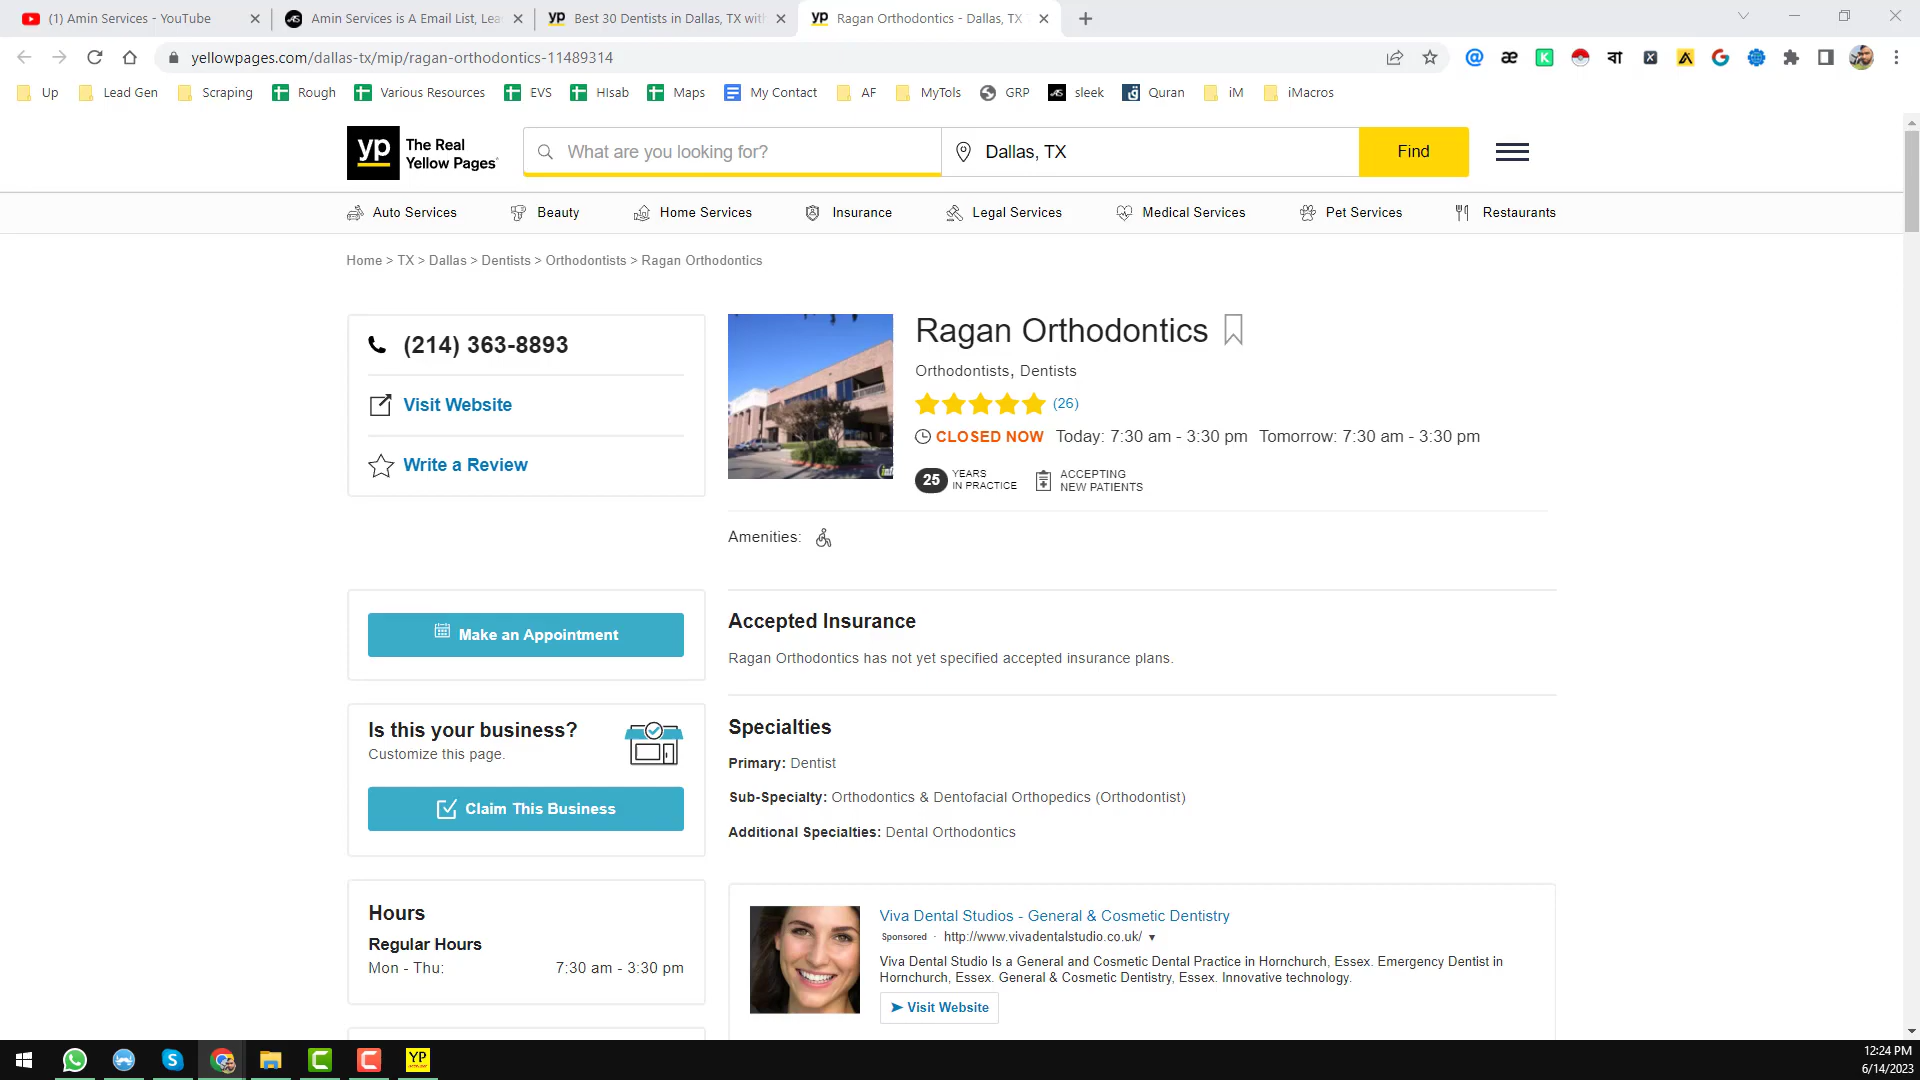 (1) Amin Services - YouTube
Amin Services is A Email List, Lea
Best 30 Dentists in Dallas, TX with
Ragan Orthodontics - Dallas, TX
yellowpages.com/dallas-tx/mip/ragan-orthodontics-11489314
Up
Lead Gen
Scraping
Rough
Various Resources
EVS
HIsab
Maps
My Contact
AF
MyTols
GRP
sleek
Quran
iM
iMacros
yp The Real Yellow Pages
What are you looking for?
Dallas, TX
Find
Auto Services
Beauty
Home Services
Insurance
Legal Services
Medical Services
Pet Services
Restaurants
Home > TX > Dallas > Dentists > Orthodontists > Ragan Orthodontics
(214) 363-8893
Visit Website
Write a Review
Ragan Orthodontics
Orthodontists, Dentists
(26)
CLOSED NOW Today: 7:30 am - 3:30 pm Tomorrow: 7:30 am - 3:30 pm
25 YEARS IN PRACTICE
ACCEPTING NEW PATIENTS
Amenities:
Make an Appointment
Accepted Insurance
Ragan Orthodontics has not yet specified accepted insurance plans.
Is this your business?
Customize this page.
Claim This Business
Specialties
Primary: Dentist
Sub-Specialty: Orthodontics & Dentofacial Orthopedics (Orthodontist)
Additional Specialties: Dental Orthodontics
Hours
Regular Hours
Mon - Thu: 7:30 am - 3:30 pm
Viva Dental Studios - General & Cosmetic Dentistry
Sponsored · http://www.vivadentalstudio.co.uk/
Viva Dental Studio Is a General and Cosmetic Dental Practice in Hornchurch, Essex. Emergency Dentist in
Hornchurch, Essex. General & Cosmetic Dentistry, Essex. Innovative technology.
Visit Website
YP
12:24 PM
6/14/2023